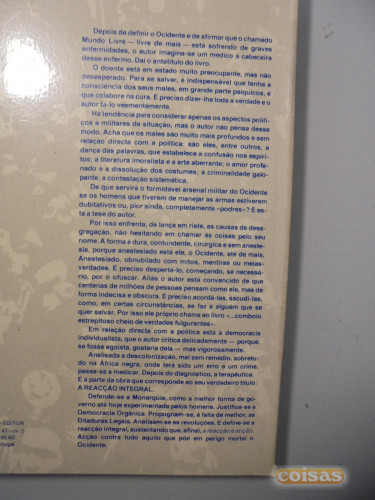 Depois de definir o Ocidente e de afirmar que o chamado
Mundo Livre — livre de mais — está sofrendo de graves
enfermidades, o autor imagina-se um médico à cabeceira
desse enfermo. Daí o antetítulo do livro.
O doente está em estado muito preocupante, mas não
desesperado. Para se salvar, é indispensável que tenha a
consciência dos seus males, em grande parte psíquicos, e
que colabore na cura. É preciso dizer-lhe toda a verdade e o
autor fá-lo veementemente.
Há tendência para considerar apenas os aspectos políti-
cos e militares da situação, mas o autor não pensa desse
modo. Acha que os males são muito mais profundos e sem
relação directa com a política: são eles, entre outros, a
dança das palavras, que estabelece a confusão nos espíri-
tos; a literatura imoralista e a arte aberrante; o amor profa-
nado e a dissolução dos costumes; a criminalidade galo-
pante; a contestação sistemática.
De que servirá o formidável arsenal militar do Ocidente
se os homens que tiverem de manejar as armas estiverem
dubitativos ou, pior ainda, completamente «podres»? É es-
ta a tese do autor.
Por isso enfrenta, de lança em riste, as causas de desa-
gregação, não hesitando em chamar às coisas pelo seu
nome. A forma é dura, contundente, cirúrgica e sem aneste-
sia, porque anestesiado está ele, o Ocidente, até de mais.
Anestesiado, obnubilado com mitos, mentiras ou meias-
verdades. É preciso despertá-lo, começando, se necessá-
rio, por o ofuscar. Aliás o autor está convencido de que
centenas de milhões de pessoas pensam como ele, mas de
forma indecisa e obscura. É preciso acordá-las, sacudi-las,
como, em certas circunstâncias, se faz a alguém que se
quer salvar. Por isso ele próprio chama ao livro «...comboio
estrepitoso cheio de verdades fulgurantes».
Em relação directa com a política está a democracia
individualista, que o autor critica delicadamente — porque,
se fosse egoísta, gostaria dela — mas vigorosamente.
Analisada a descolonização, mal sem remédio, sobretu-
do na África negra, onde terá sido um erro e um crime,
passa-se a medicar. Depois do diagnóstico, a terapêutica.
É a parte da obra que corresponde ao seu verdadeiro título:
A REACÇÃO INTEGRAL.
Defende-se a Monarquia, como a melhor forma de go-
verno até hoje experimentada pelos homens. Justifica-se a
Democracia Orgânica. Propugnam-se, à falta de melhor, as
Ditaduras Legais. Analisam-se as revoluções. E define-se a
reacção integral, sustentando que, afinal, a reacção é acção.
Acção contra tudo aquilo que põe em perigo mortal o
Ocidente.
EDITOR
coisas